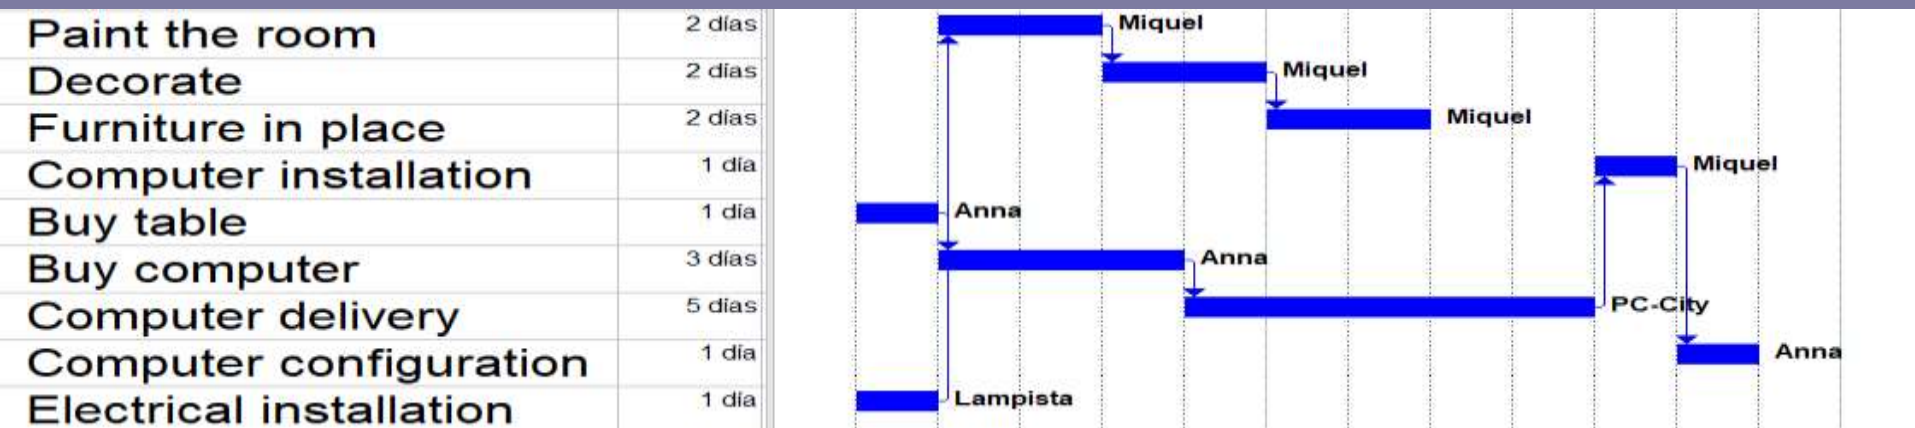 Paint the room 2 días Miquel
Decorate 2 días Miquel
Furniture in place 2 días Miquel
Computer installation 1 día Miquel
Buy table 1 día Anna
Buy computer 3 días Anna
Computer delivery 5 días PC-City
Computer configuration 1 día Anna
Electrical installation 1 día Lampista